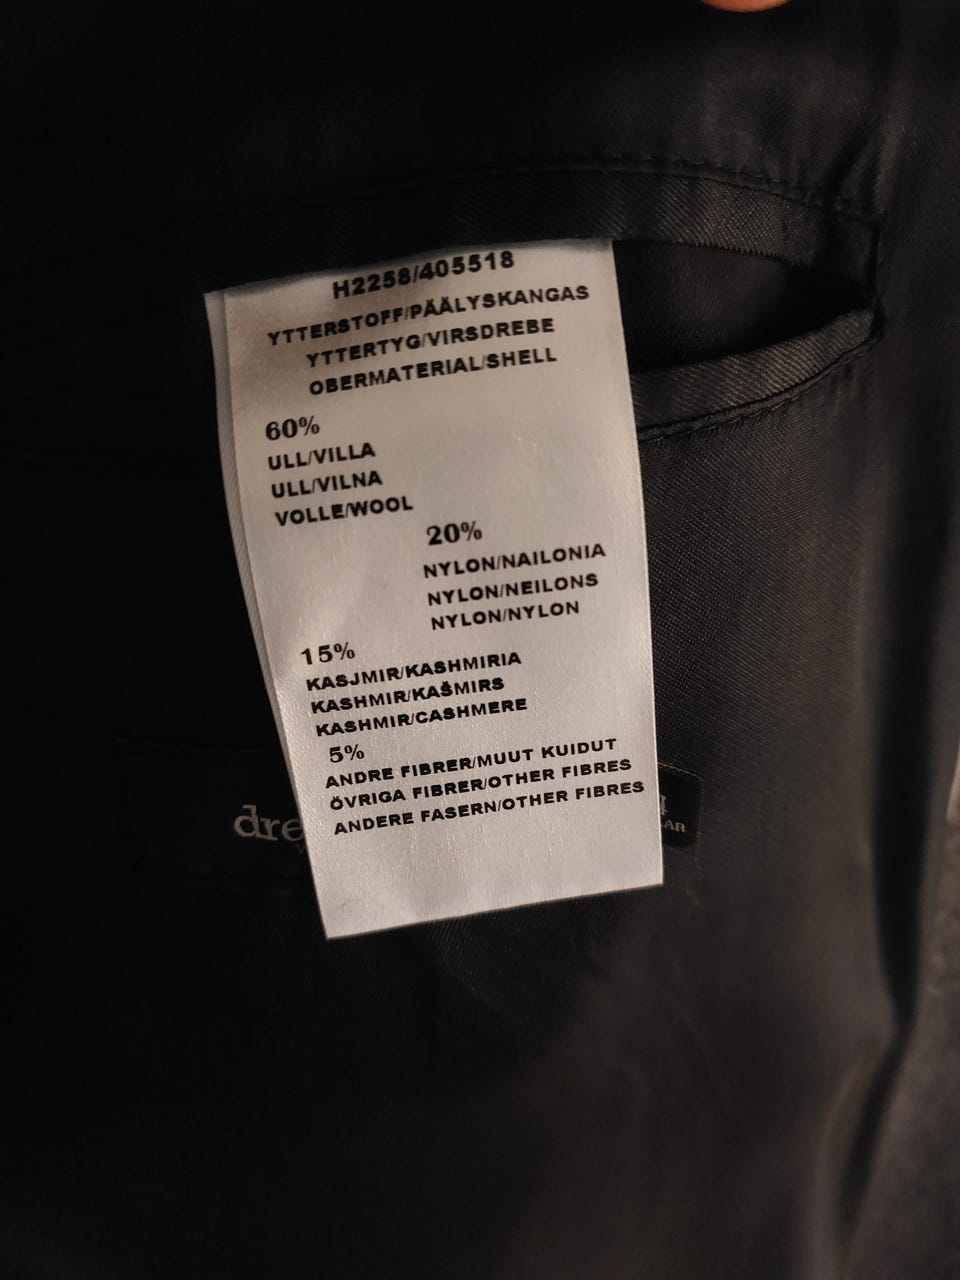 H2258/405518
YTTERSTOFF/PÄÄLYSKANGAS
YTTERTYG/VIRSDREBE
OBERMATERIAL/SHELL
60%
ULL/VILLA
ULL/VILNA
VOLLE/WOOL
20%
NYLON/NAILONIA
NYLON/NEILONS
NYLON/NYLON
15%
KASJMIR/KASHMIRIA
KASHMIR/KAŠMIRS
KASHMIR/CASHMERE
5%
ANDRE FIBRER/MUUT KUIDUT
ÖVRIGA FIBRER/OTHER FIBRES
ANDERE FASERN/OTHER FIBRES